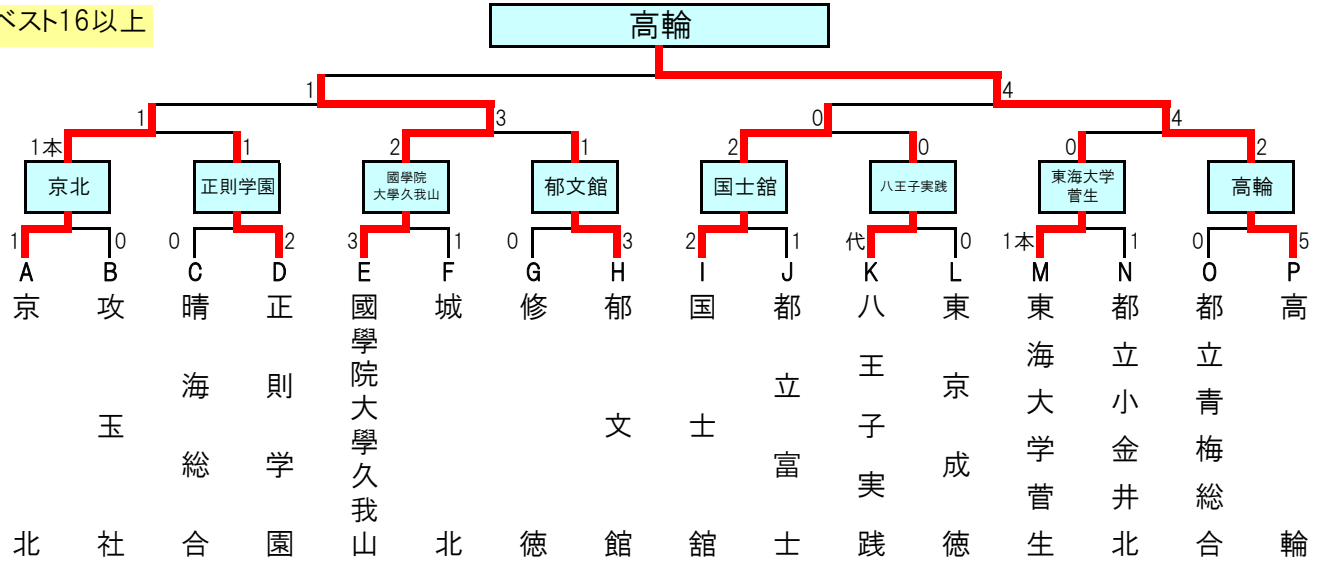 ベスト16以上
高輪
1 4
1 3 0 4
1本 1 2 1 2 0 0 2
京北 正則学園 國學院 郁文館 国士舘 八王子実践 東海大学 高輪
大學久我山 菅生
1 0 0 2 3 1 0 3 2 1 代 0 1本 1 0 5
A B C D E F G H I J K L M N O P
京北
攻玉社
晴海総合
正則学園
國學院大學久我山
城北
修徳
郁文館
国士舘
都立富士
八王子実践
東京成徳
東海大学菅生
都立小金井北
都立青梅総合
高輪